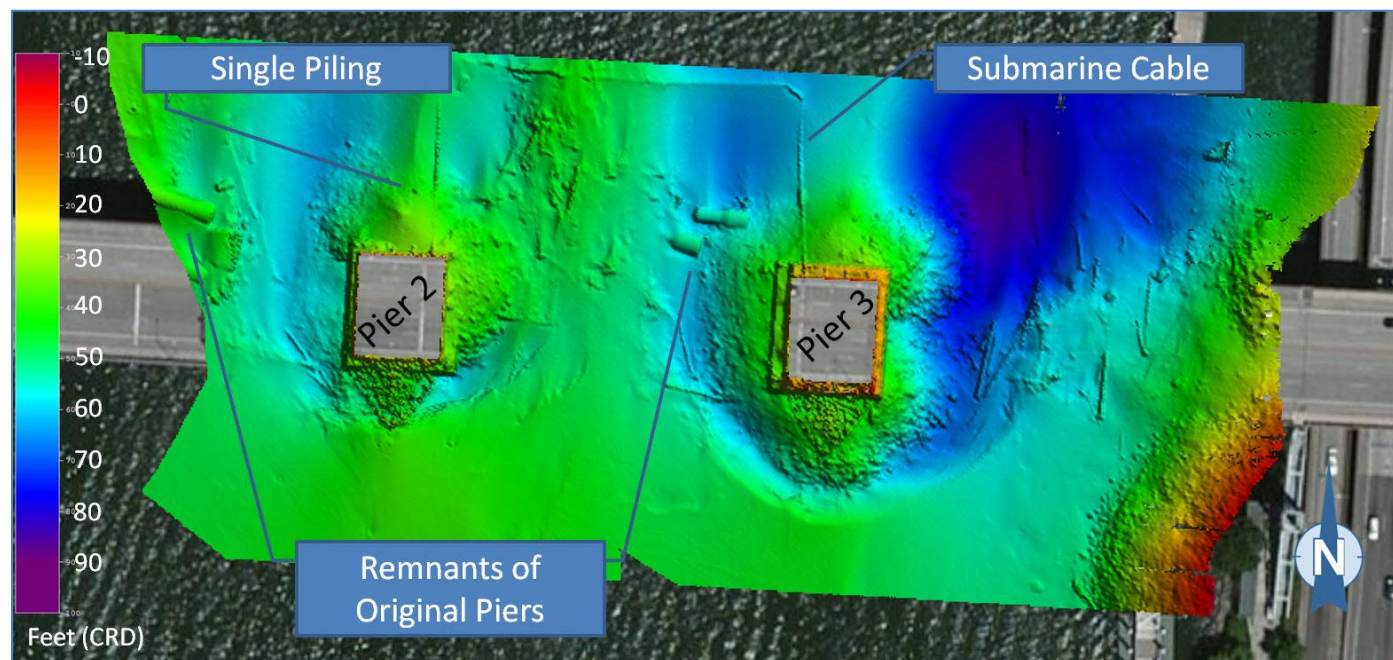 -10
-0
-10
-20
-30
-40
-50
-60
-70
-80
-90
Feet (CRD)
Single Piling
Submarine Cable
Pier 2
Pier 3
Remnants of
Original Piers
N